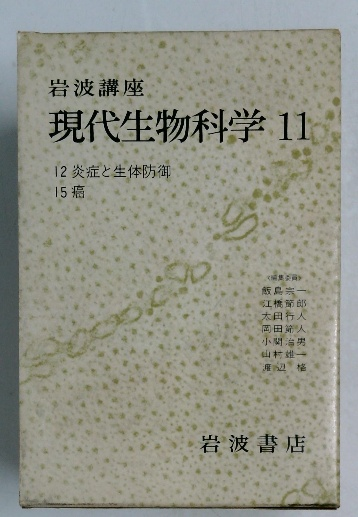 岩波講座
現代生物科学 11
12 炎症と生体防御
15 癌
《編集委員》
飯島宗一
江橋節郎
太田行人
岡田節人
小関治男
山村雄一
渡辺 格
岩波書店